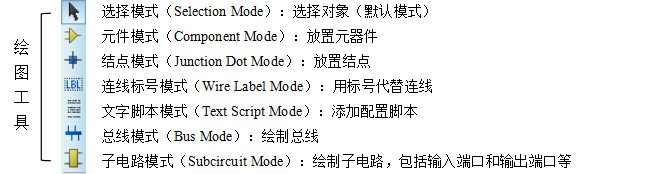 绘图工具
选择模式（Selection Mode）：选择对象（默认模式）
元件模式（Component Mode）：放置元器件
结点模式（Junction Dot Mode）：放置结点
LBL
连线标号模式（Wire Label Mode）：用标号代替连线
文字脚本模式（Text Script Mode）：添加配置脚本
总线模式（Bus Mode）：绘制总线
子电路模式（Subcircuit Mode）：绘制子电路，包括输入端口和输出端口等